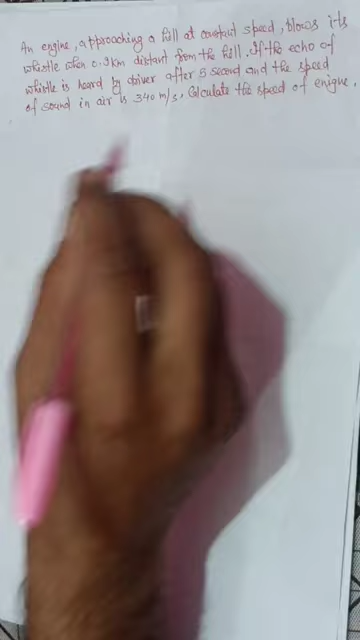 An engine, approaching a hill at constant speed, blows its
whistle when 0.9km distant from the hill. If the echo of
whistle is heard by driver after 5 second and the speed
of sound in air is 340 m/s, Calculate the speed of enigne.